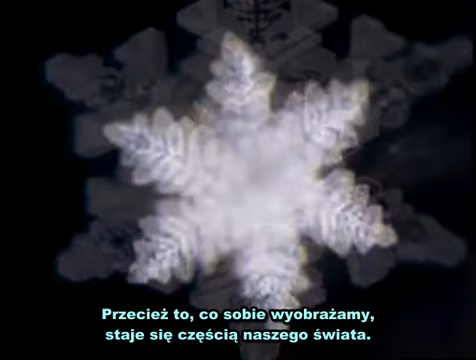 Przecież to, co sobie wyobrażamy,
staje się częścią naszego świata.